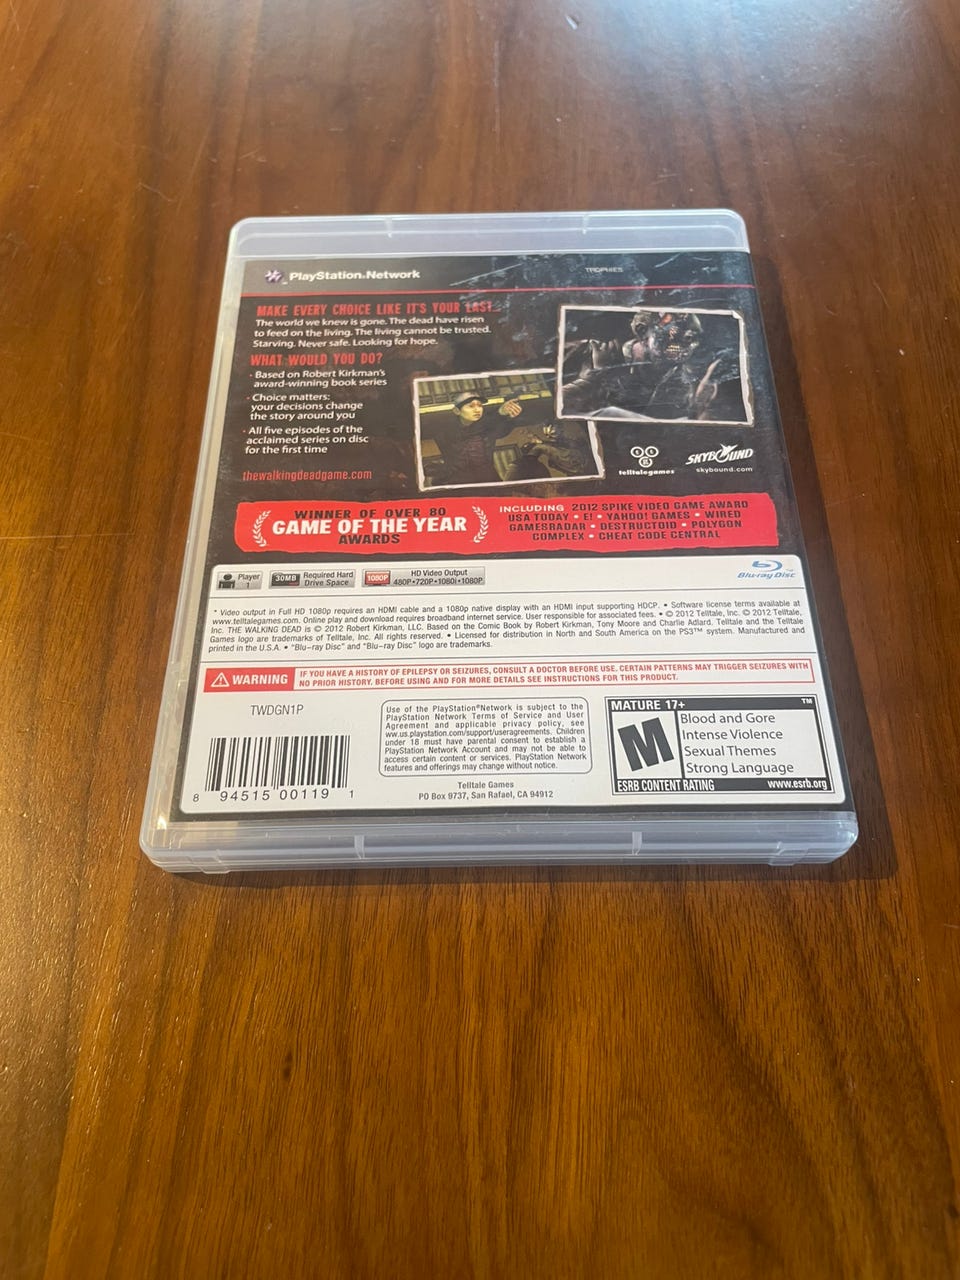 PlayStation®Network
TROPHIES
MAKE EVERY CHOICE LIKE IT'S YOUR LAST
The world we knew is gone. The dead have risen
to feed on the living. The living cannot be trusted.
Starving. Never safe. Looking for hope.
WHAT WOULD YOU DO?
· Based on Robert Kirkman's
award-winning book series
· Choice matters:
your decisions change
the story around you
· All five episodes of the
acclaimed series on disc
for the first time
thewalkingdeadgame.com
telltalegames
SKYBOUND
skybound.com
WINNER OF OVER 80
GAME OF THE YEAR
AWARDS
INCLUDING 2012 SPIKE VIDEO GAME AWARD
USA TODAY • E! • YAHOO! GAMES • WIRED
GAMESRADAR • DESTRUCTOID • POLYGON
COMPLEX • CHEAT CODE CENTRAL
Player
1
30MB
Required Hard
Drive Space
1080P
HD Video Output
480P•720P•1080i•1080P
Blu-ray Disc™
* Video output in Full HD 1080p requires an HDMI cable and a 1080p native display with an HDMI input supporting HDCP. • Software license terms available at
www.telltalegames.com. Online play and download requires broadband internet service. User responsible for associated fees. • © 2012 Telltale, Inc. © 2012 Telltale,
Inc. THE WALKING DEAD is © 2012 Robert Kirkman, LLC. Based on the Comic Book by Robert Kirkman, Tony Moore and Charlie Adlard. Telltale and the Telltale
Games logo are trademarks of Telltale, Inc. All rights reserved. • Licensed for distribution in North and South America on the PS3™ system. Manufactured and
printed in the U.S.A. • "Blu-ray Disc" and "Blu-ray Disc" logo are trademarks.
WARNING
IF YOU HAVE A HISTORY OF EPILEPSY OR SEIZURES, CONSULT A DOCTOR BEFORE USE. CERTAIN PATTERNS MAY TRIGGER SEIZURES WITH
NO PRIOR HISTORY. BEFORE USING AND FOR MORE DETAILS SEE INSTRUCTIONS FOR THIS PRODUCT.
TWDGN1P
8 94515 00119 1
Use of the PlayStation®Network is subject to the
PlayStation Network Terms of Service and User
Agreement and applicable privacy policy, see
ww.us.playstation.com/support/useragreements. Children
under 18 must have parental consent to establish a
PlayStation Network Account and may not be able to
access certain content or services. PlayStation Network
features and offerings may change without notice.
Telltale Games
PO Box 9737, San Rafael, CA 94912
MATURE 17+
™
M
Blood and Gore
Intense Violence
Sexual Themes
Strong Language
ESRB CONTENT RATING
www.esrb.org